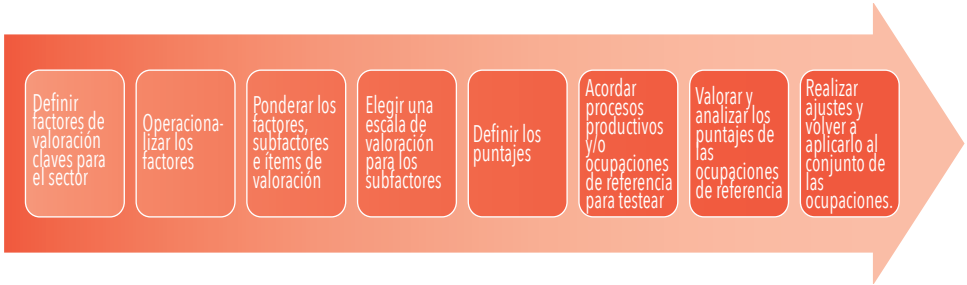 Definir
factores de
valoración
claves para
el sector
Operaciona-
lizar los
factores
Ponderar los
factores,
subfactores
e ítems de
valoración
Elegir una
escala de
valoración
para los
subfactores
Definir los
puntajes
Acordar
procesos
productivos
y/o
ocupaciones
de referencia
para testear
Valorar y
analizar los
puntajes de
las
ocupaciones
de referencia
Realizar
ajustes y
volver a
aplicarlo al
conjunto de
las
ocupaciones.